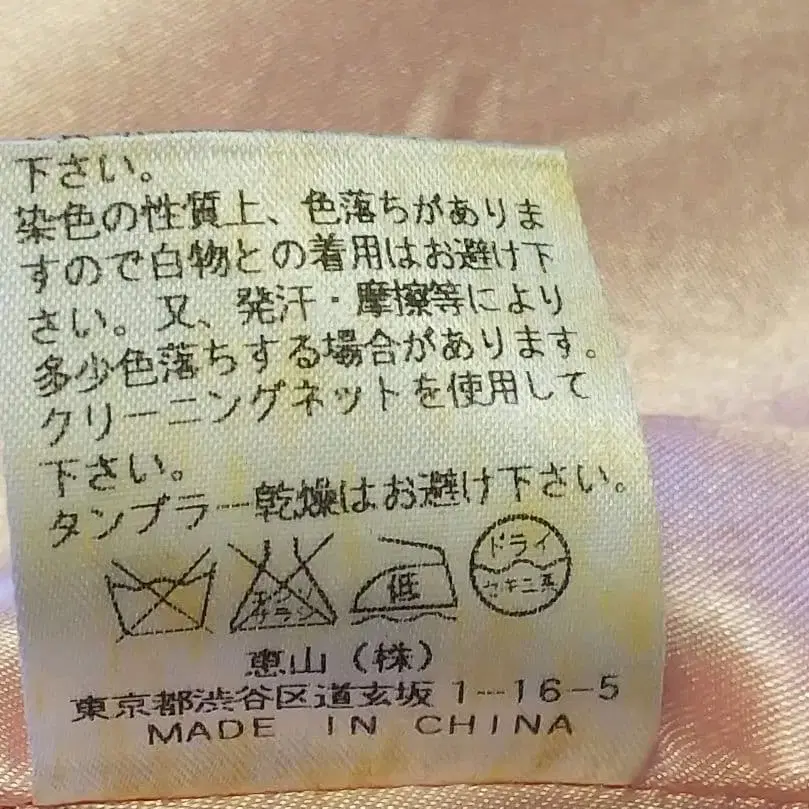 下さい。
染色の性質上、色落ちがありま
すので白物との着用はお避け下
さい。又、発汗・摩擦等により
多少色落ちする場合があります。
クリーニングネットを使用して
下さい。
タンブラー乾燥はお避け下さい。
低
ドライ
セキユ系
惠山（株）
東京都渋谷区道玄坂1-16-5
MADE IN CHINA